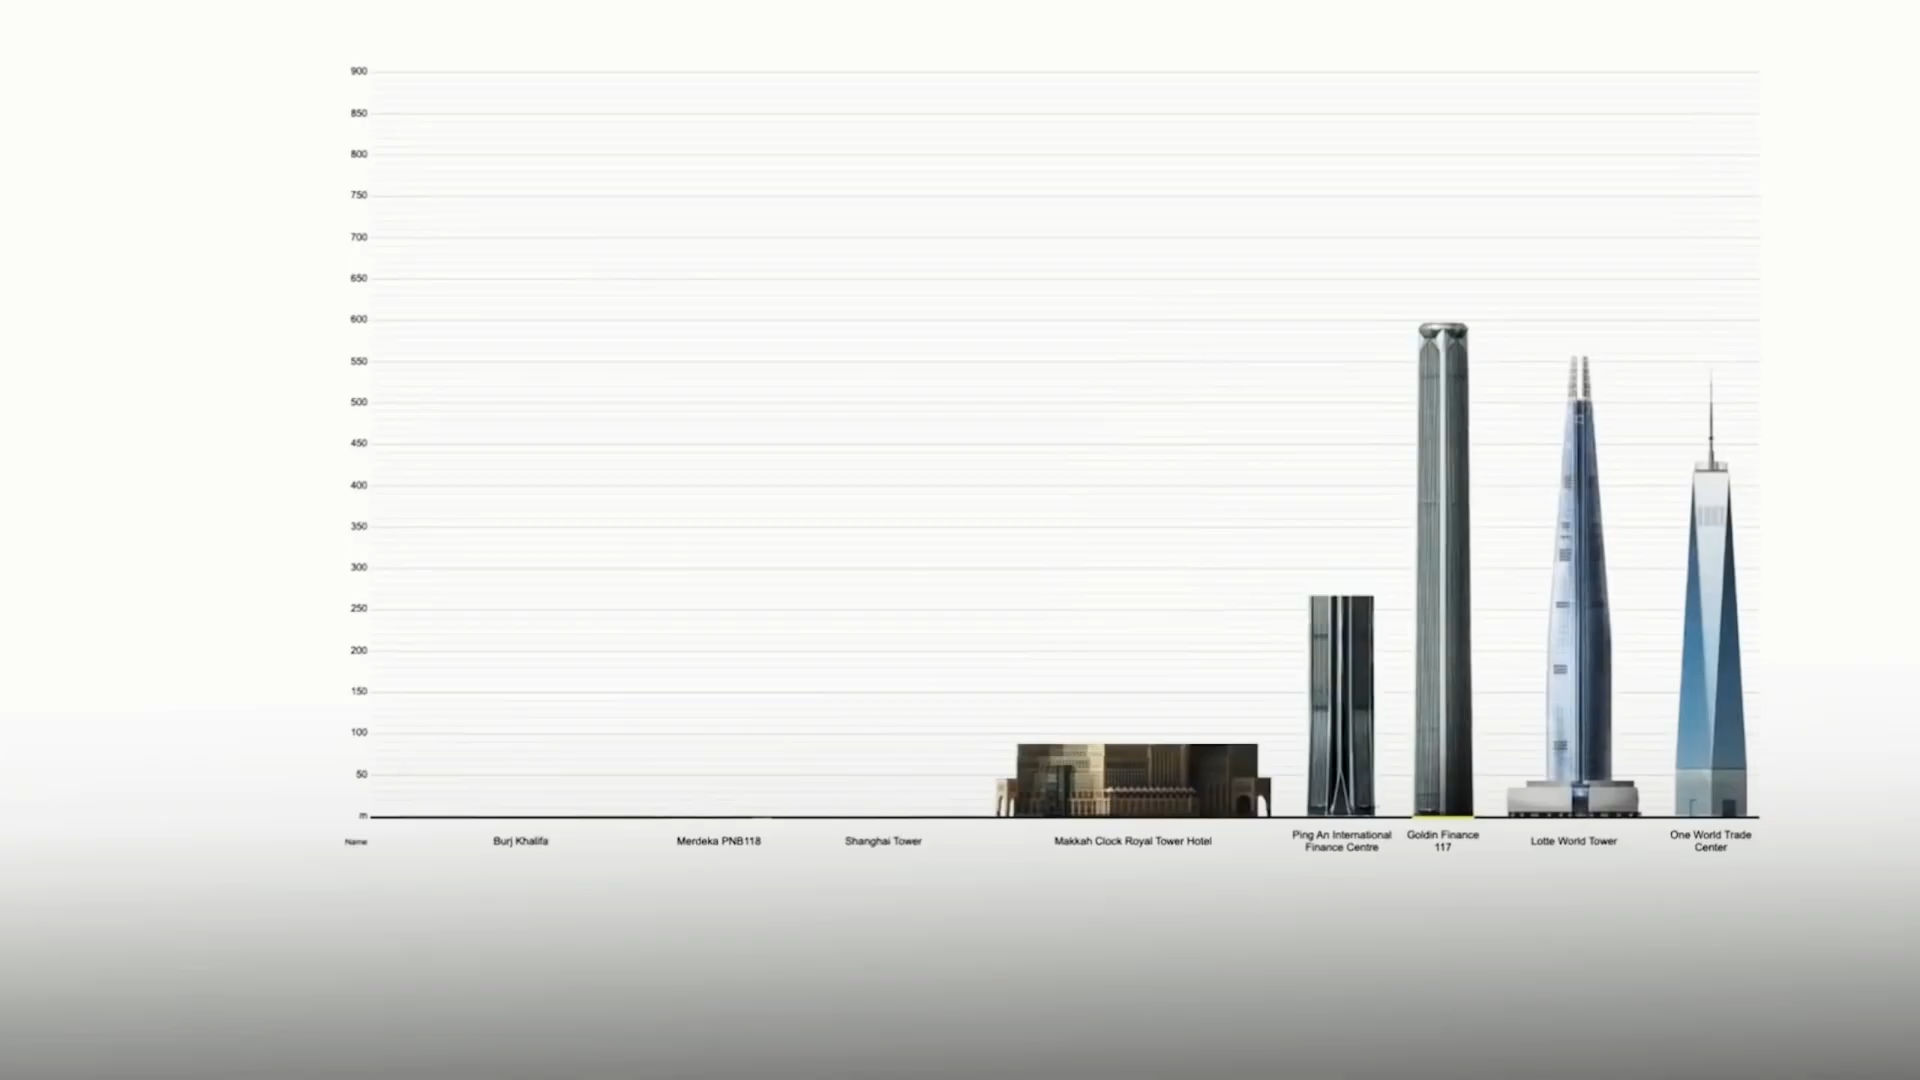 900
850
800
750
700
650
600
550
500
450
400
350
300
250
200
150
100
50
m
Name
Burj Khalifa
Merdeka PNB118
Shanghai Tower
Makkah Clock Royal Tower Hotel
Ping An International
Finance Centre
Goldin Finance
117
Lotte World Tower
One World Trade
Center